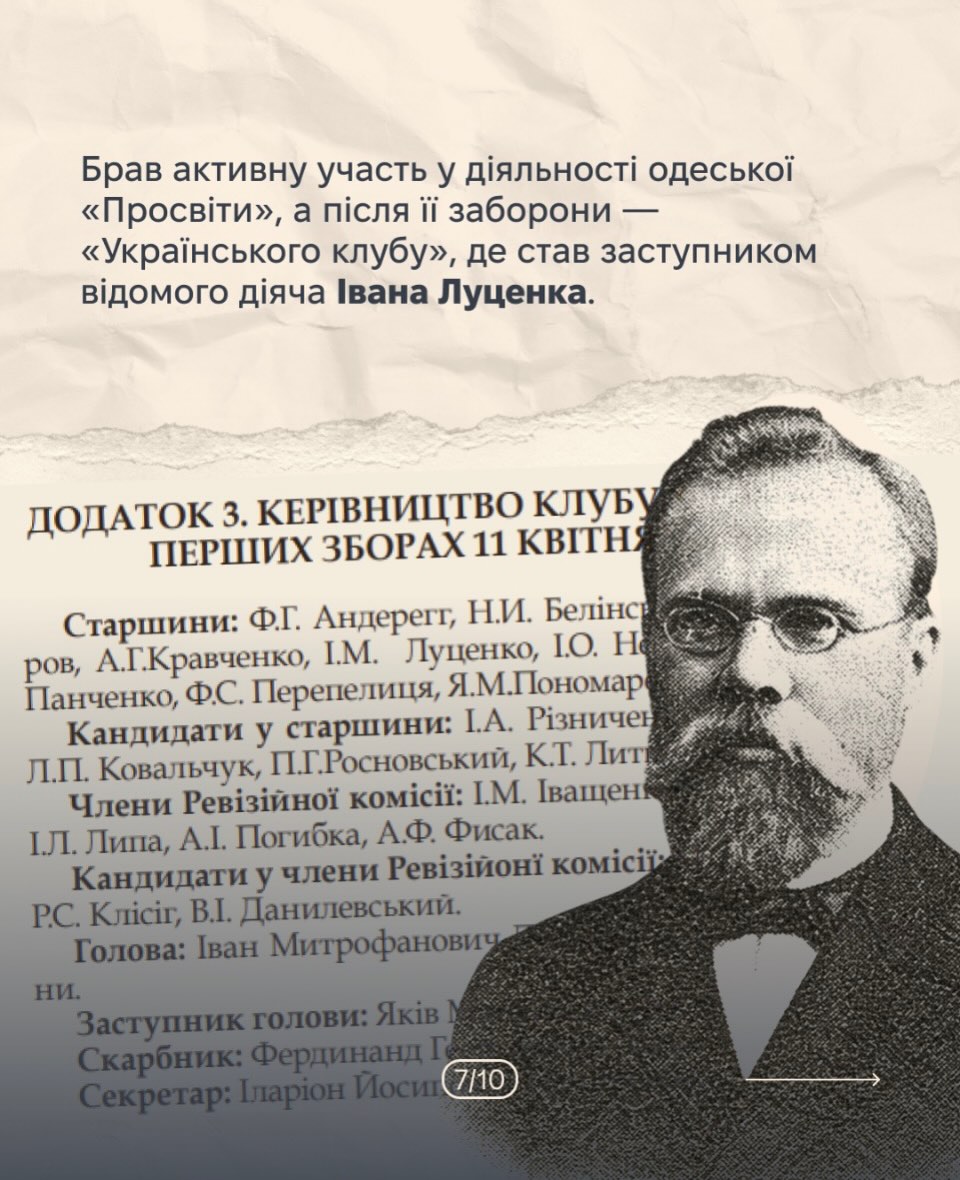 Брав активну участь у діяльності одеської
«Просвіти», а після її заборони —
«Українського клубу», де став заступником
відомого діяча Івана Луценка.
ДОДАТОК 3. КЕРІВНИЦТВО КЛУБУ
ПЕРШИХ ЗБОРАХ 11 КВІТНЯ
Старшини: Ф.Г. Андерегг, Н.И. Белінс
ров, А.Г.Кравченко, І.М. Луценко, І.О.
Панченко, Ф.С. Перепелиця, Я.М.Пономар
Кандидати у старшини: І.А. Різничен
Л.П. Ковальчук, П.Г.Росновський, К.Т. Лит
Члени Ревізійної комісії: І.М. Іващен
І.Л. Липа, А.І. Погибка, А.Ф. Фисак.
Кандидати у члени Ревізійонї комісії:
Р.С. Клісіг, В.І. Данилевський.
Голова: Іван Митрофанович
ни.
Заступник голови: Яків
Скарбник: Фердинанд
Секретар: Іларіон Йоси
7/10